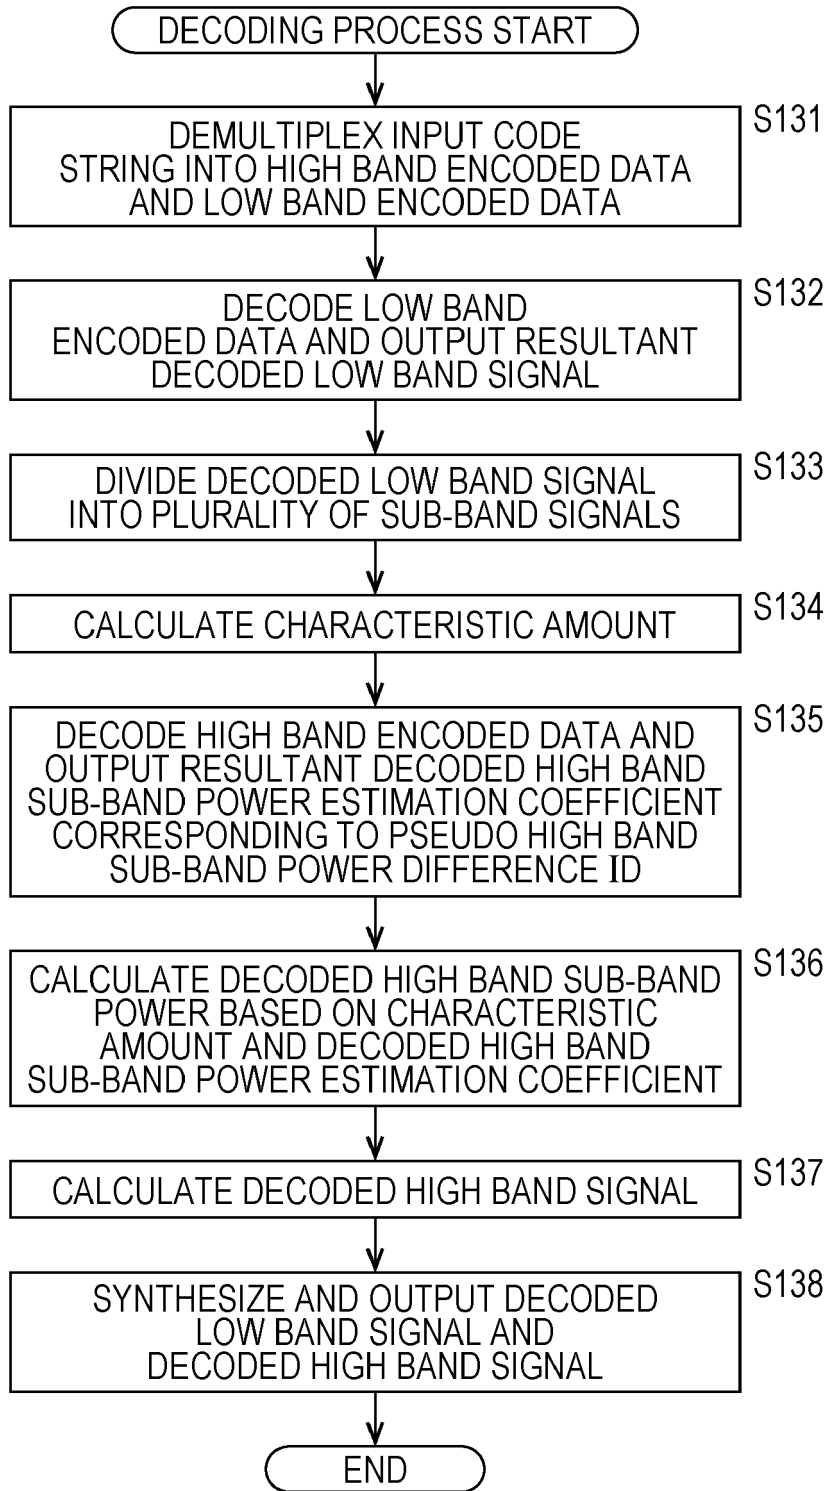 DECODING PROCESS START
S131
DEMULTIPLEX INPUT CODE
STRING INTO HIGH BAND ENCODED DATA
AND LOW BAND ENCODED DATA
S132
DECODE LOW BAND
ENCODED DATA AND OUTPUT RESULTANT
DECODED LOW BAND SIGNAL
S133
DIVIDE DECODED LOW BAND SIGNAL
INTO PLURALITY OF SUB-BAND SIGNALS
S134
CALCULATE CHARACTERISTIC AMOUNT
S135
DECODE HIGH BAND ENCODED DATA AND
OUTPUT RESULTANT DECODED HIGH BAND
SUB-BAND POWER ESTIMATION COEFFICIENT
CORRESPONDING TO PSEUDO HIGH BAND
SUB-BAND POWER DIFFERENCE ID
S136
CALCULATE DECODED HIGH BAND SUB-BAND
POWER BASED ON CHARACTERISTIC
AMOUNT AND DECODED HIGH BAND
SUB-BAND POWER ESTIMATION COEFFICIENT
S137
CALCULATE DECODED HIGH BAND SIGNAL
S138
SYNTHESIZE AND OUTPUT DECODED
LOW BAND SIGNAL AND
DECODED HIGH BAND SIGNAL
END